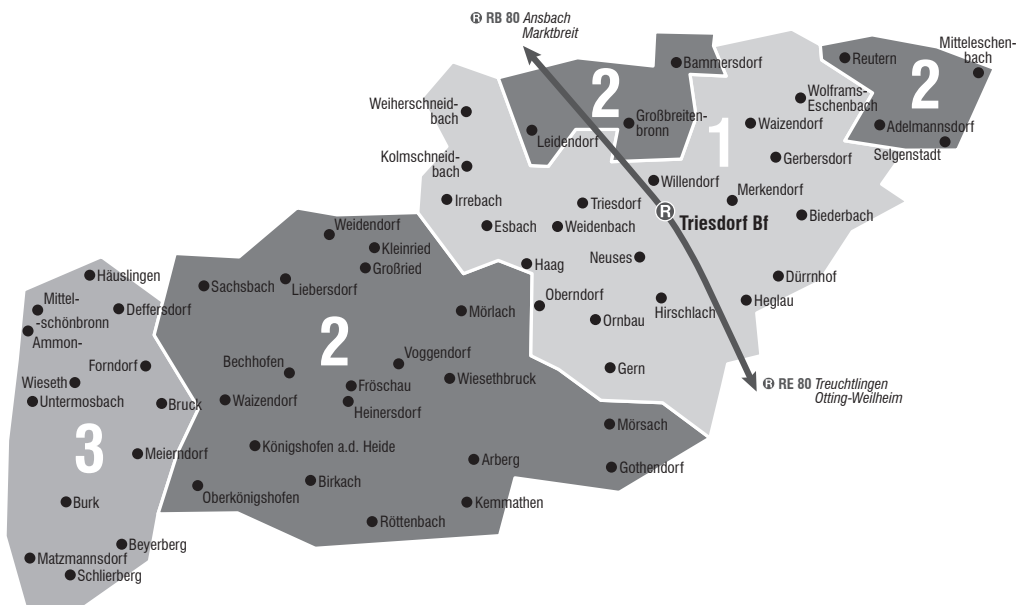 R RB 80 Ansbach
Marktbreit
Mitteleschen-
bach
Reutern
Bammersdorf
2
2
Wolframs-
Eschenbach
Weiherschneid-
bach
Großbreiten-
bronn
1
Waizendorf
Adelmannsdorf
Leidendorf
Selgenstadt
Kolmschneid-
bach
Gerbersdorf
Willendorf
Merkendorf
Irrebach
Triesdorf
R
Triesdorf Bf
Biederbach
Esbach
Weidenbach
Weidendorf
Kleinried
Großried
Haag
Neuses
Häuslingen
Sachsbach
Liebersdorf
Dürrnhof
Mittel-
-schönbronn
Ammon-
Deffersdorf
Oberndorf
Hirschlach
Heglau
Mörlach
Ornbau
2
Voggendorf
Forndorf
Bechhofen
Gern
Wieseth
Fröschau
Wiesethbruck
R RE 80 Treuchtlingen
Otting-Weilheim
Untermosbach
Bruck
Waizendorf
Heinersdorf
Mörsach
3
Königshofen a.d. Heide
Meierndorf
Arberg
Gothendorf
Birkach
Oberkönigshofen
Burk
Kemmathen
Röttenbach
Beyerberg
Matzmannsdorf
Schlierberg